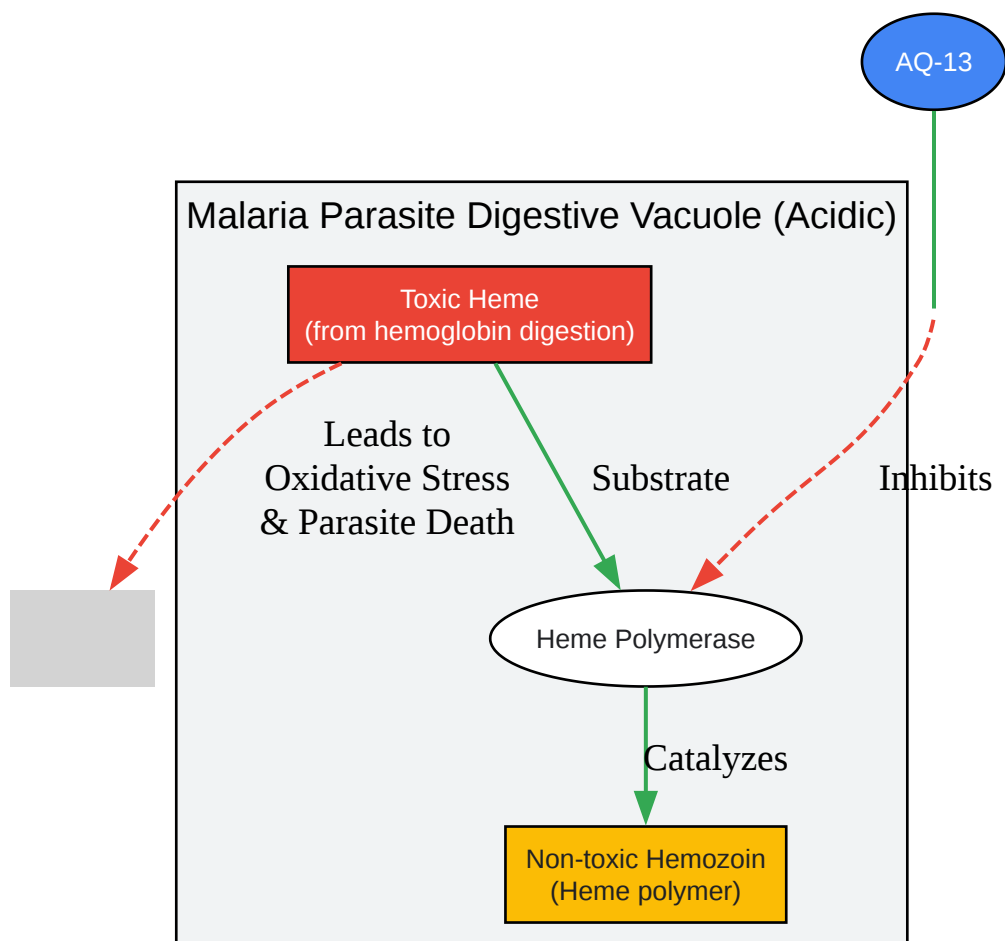 AQ-13
Malaria Parasite Digestive Vacuole (Acidic)
Toxic Heme
(from hemoglobin digestion)
Leads to
Oxidative Stress
& Parasite Death
Substrate
Inhibits
Heme Polymerase
Catalyzes
Non-toxic Hemozoin
(Heme polymer)